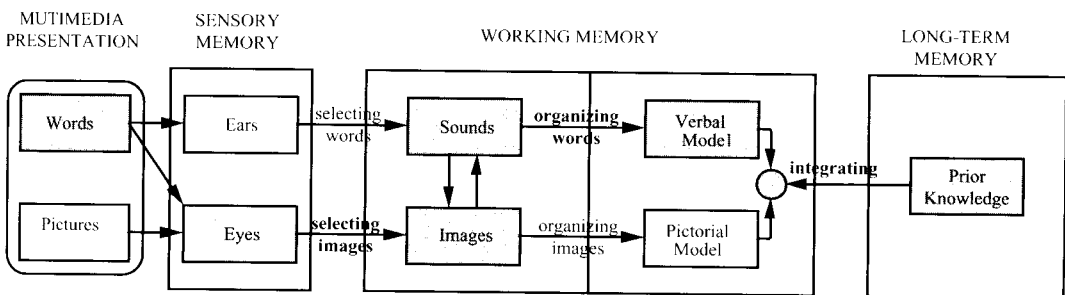 MUTIMEDIA
PRESENTATION
SENSORY
MEMORY
WORKING MEMORY
LONG-TERM
MEMORY
Words
Ears
selecting
words
Sounds
organizing
words
Verbal
Model
integrating
Prior
Knowledge
Pictures
Eyes
selecting
images
Images
organizing
images
Pictorial
Model